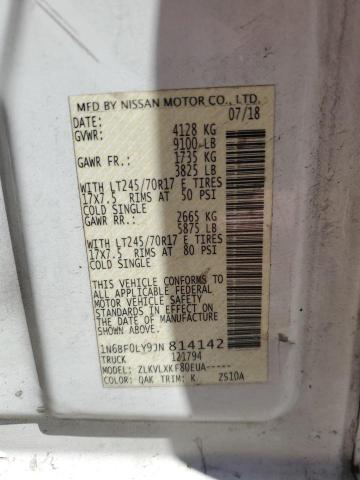 MFD BY NISSAN MOTOR CO., LTD.
DATE: 07/18
GVWR: 4128 KG
9100 LB
GAWR FR.: 1735 KG
3825 LB
WITH LT245/70R17 E TIRES
17X7.5 RIMS AT 50 PSI
COLD SINGLE
GAWR RR.: 2665 KG
5875 LB
WITH LT245/70R17 E TIRES
17X7.5 RIMS AT 80 PSI
COLD SINGLE
THIS VEHICLE CONFORMS TO
ALL APPLICABLE FEDERAL
MOTOR VEHICLE SAFETY
STANDARDS IN EFFECT ON
THE DATE OF MANUFACTURE
SHOWN ABOVE.
1N6BF0LY9JN 814142
TRUCK 121794
MODEL: ZLKVLXKF80EUA-----
COLOR: QAK TRIM: K ZS10A